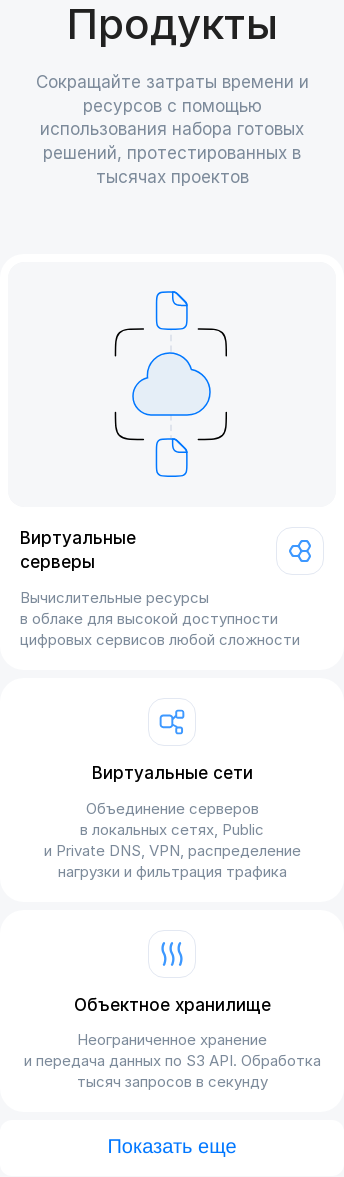 Продукты
Сокращайте затраты времени и
ресурсов с помощью
использования набора готовых
решений, протестированных в
тысячах проектов
Виртуальные
серверы
Вычислительные ресурсы
в облаке для высокой доступности
цифровых сервисов любой сложности
Виртуальные сети
Объединение серверов
в локальных сетях, Public
и Private DNS, VPN, распределение
нагрузки и фильтрация трафика
Объектное хранилище
Неограниченное хранение
и передача данных по S3 API. Обработка
тысяч запросов в секунду
Показать еще